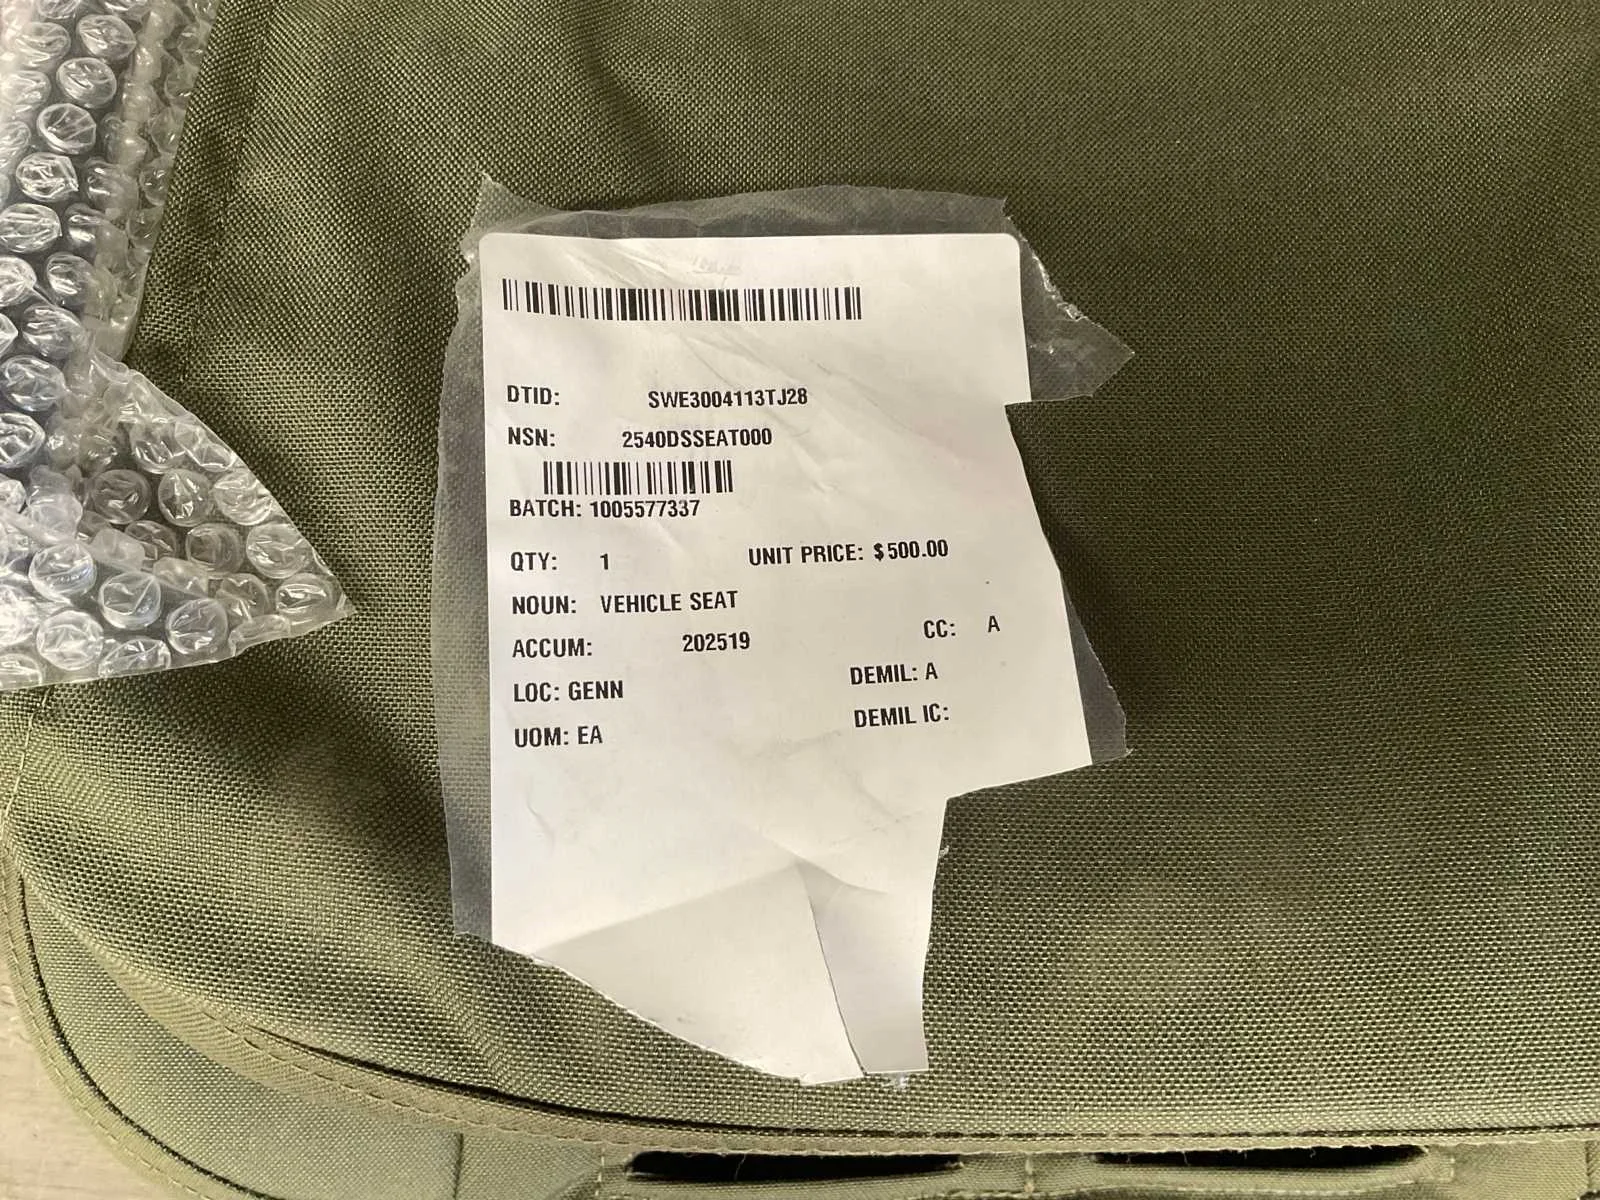 DTID: SWE3004113TJ28
NSN: 2540DSSEAT000
BATCH: 1005577337
QTY: 1 UNIT PRICE: $500.00
NOUN: VEHICLE SEAT
ACCUM: 202519 CC: A
LOC: GENN DEMIL: A
UOM: EA DEMIL IC: